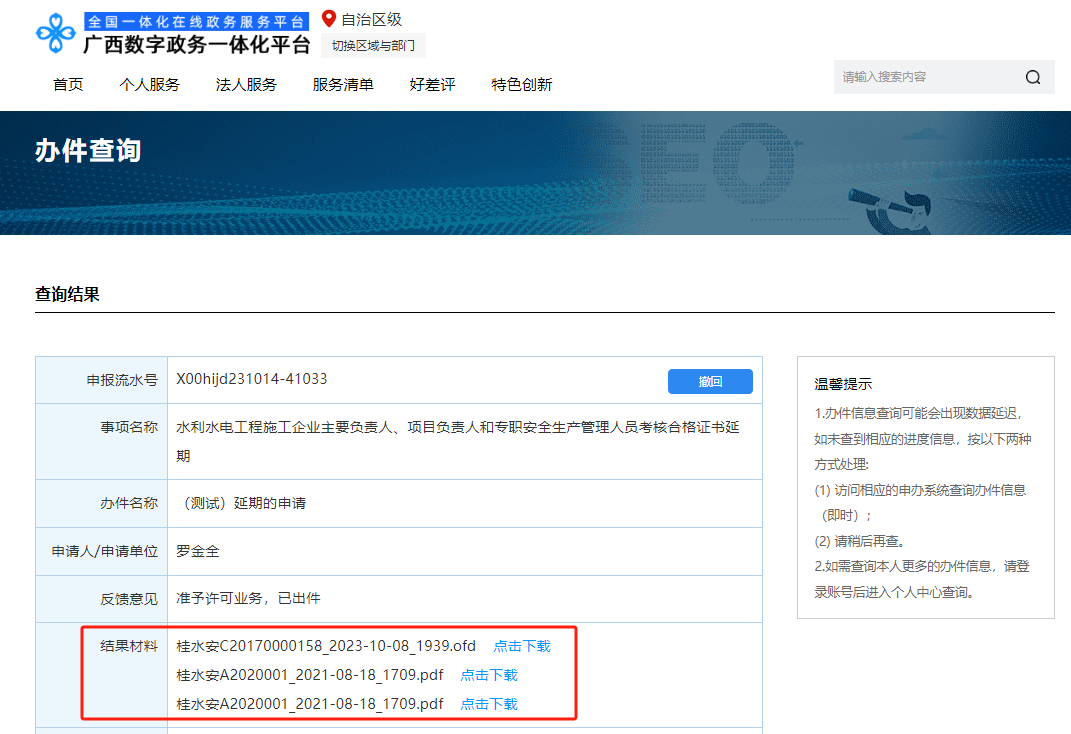 全国一体化在线政务服务平台
广西数字政务一体化平台
自治区级
切换区域与部门
首页 个人服务 法人服务 服务清单 好差评 特色创新
请输入搜索内容
办件查询
SEO
查询结果
申报流水号 X00hijd231014-41033 撤回
事项名称 水利水电工程施工企业主要负责人、项目负责人和专职安全生产管理人员考核合格证书延
期
办件名称 （测试）延期的申请
申请人/申请单位 罗金全
反馈意见 准予许可业务，已出件
结果材料 桂水安C20170000158_2023-10-08_1939.ofd 点击下载
桂水安A2020001_2021-08-18_1709.pdf 点击下载
桂水安A2020001_2021-08-18_1709.pdf 点击下载
温馨提示
1.办件信息查询可能会出现数据延迟，
如未查到相应的进度信息，按以下两种
方式处理:
(1) 访问相应的申办系统查询办件信息
（即时）；
(2) 请稍后再查。
2.如需查询本人更多的办件信息，请登
录账号后进入个人中心查询。